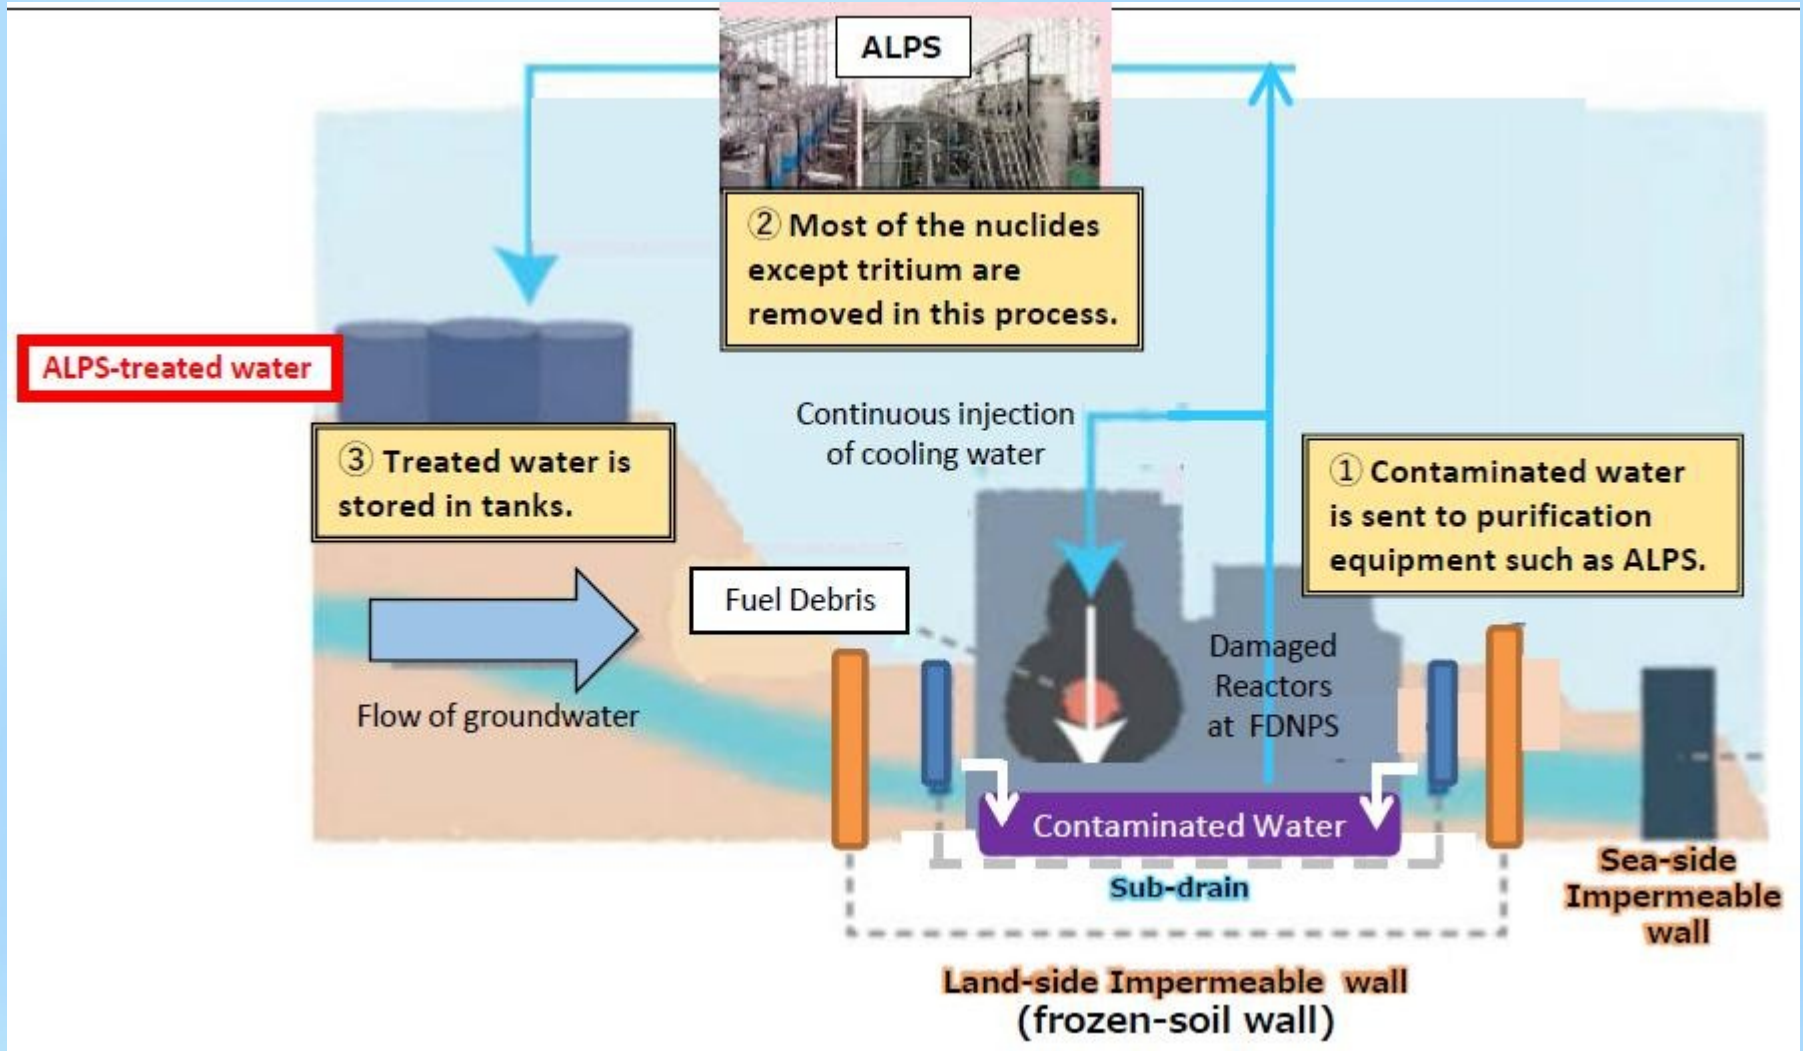 ALPS
② Most of the nuclides
except tritium are
removed in this process.
ALPS-treated water
Continuous injection
of cooling water
③ Treated water is
stored in tanks.
① Contaminated water
is sent to purification
equipment such as ALPS.
Fuel Debris
Damaged
Reactors
at FDNPS
Flow of groundwater
Contaminated Water
Sub-drain
Sea-side
Impermeable
wall
Land-side Impermeable wall
(frozen-soil wall)